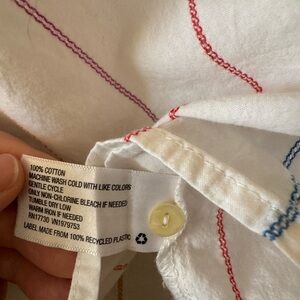 100% COTTON
MACHINE WASH COLD WITH LIKE COLORS
GENTLE CYCLE
ONLY NON-CHLORINE BLEACH IF NEEDED
TUMBLE DRY LOW
WARM IRON IF NEEDED
RN17730 VN1979753
LABEL MADE FROM 100% RECYCLED PLASTIC